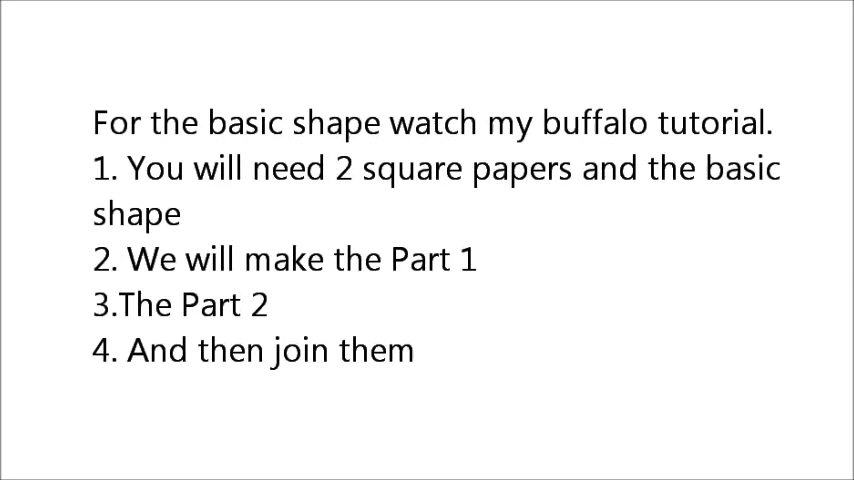 For the basic shape watch my buffalo tutorial.
1. You will need 2 square papers and the basic
shape
2. We will make the Part 1
3.The Part 2
4. And then join them